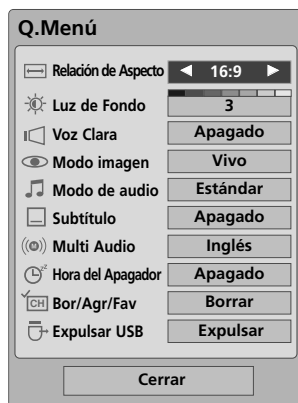 Q.Menú
Relación de Aspecto ◀ 16:9 ▶
Luz de Fondo 3
Voz Clara Apagado
Modo imagen Vivo
Modo de audio Estándar
Subtítulo Apagado
Multi Audio Inglés
Hora del Apagador Apagado
CH Bor/Agr/Fav Borrar
Expulsar USB Expulsar
Cerrar